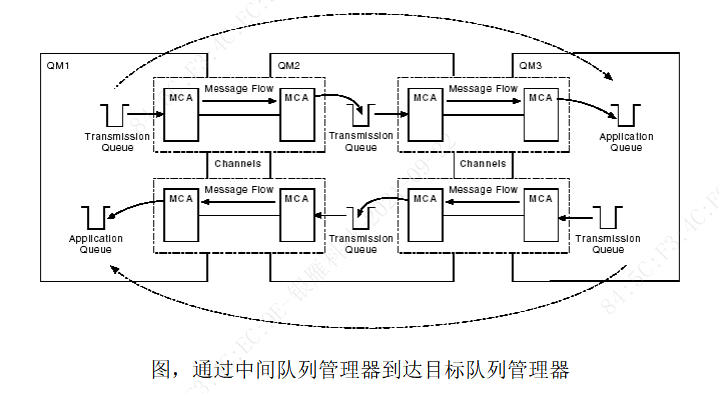 QM1
QM2
QM3
MCA
Message Flow
MCA
MCA
Message Flow
MCA
Transmission
Queue
Transmission
Queue
Application
Queue
Channels
Channels
MCA
Message Flow
MCA
MCA
Message Flow
MCA
Application
Queue
Transmission
Queue
Transmission
Queue
图，通过中间队列管理器到达目标队列管理器